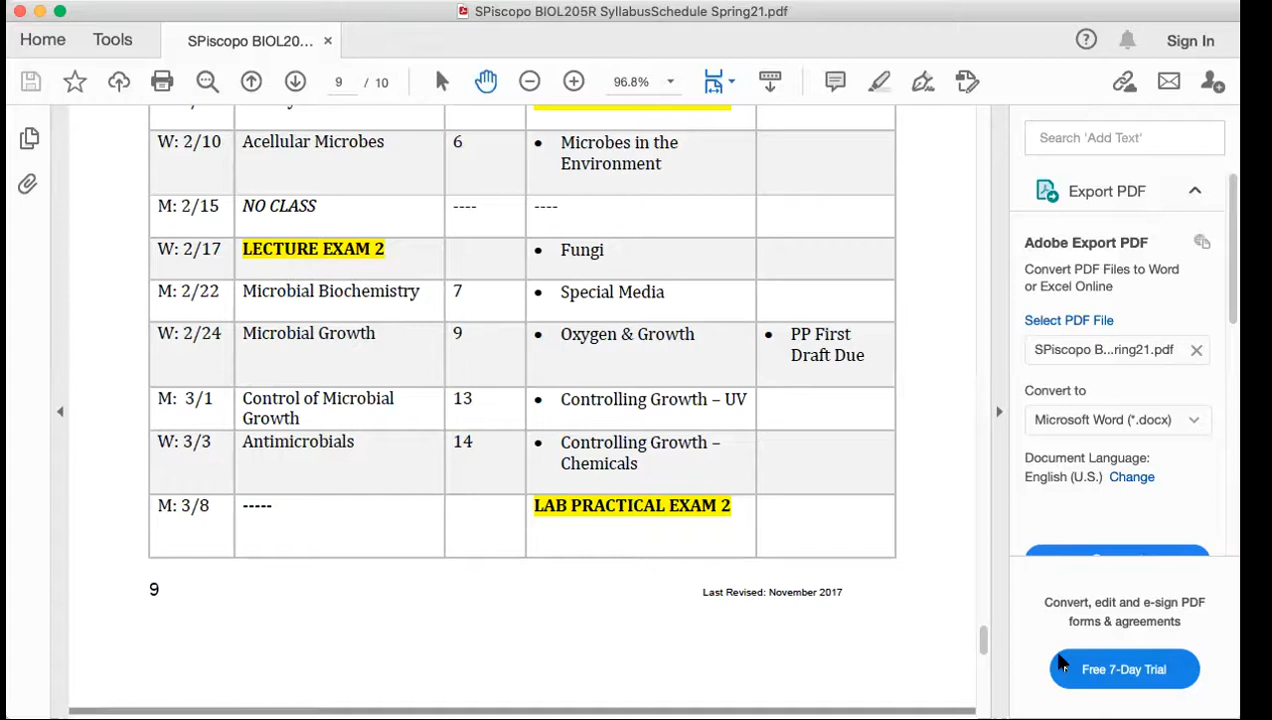 SPiscopo BIOL205R SyllabusSchedule Spring21.pdf
Home Tools SPiscopo BIOL20... × ? Sign In
9 / 10 96.8%
Search 'Add Text'
W: 2/10 Acellular Microbes 6 • Microbes in the
Environment
Export PDF
M: 2/15 NO CLASS ---- ----
W: 2/17 LECTURE EXAM 2 • Fungi
Adobe Export PDF
Convert PDF Files to Word
or Excel Online
M: 2/22 Microbial Biochemistry 7 • Special Media
Select PDF File
W: 2/24 Microbial Growth 9 • Oxygen & Growth • PP First
Draft Due
SPiscopo B...ring21.pdf ×
Convert to
M: 3/1 Control of Microbial 13 • Controlling Growth – UV
Growth
Microsoft Word (*.docx)
W: 3/3 Antimicrobials 14 • Controlling Growth –
Chemicals
Document Language:
English (U.S.) Change
M: 3/8 ----- LAB PRACTICAL EXAM 2
9 Last Revised: November 2017
Convert, edit and e-sign PDF
forms & agreements
Free 7-Day Trial